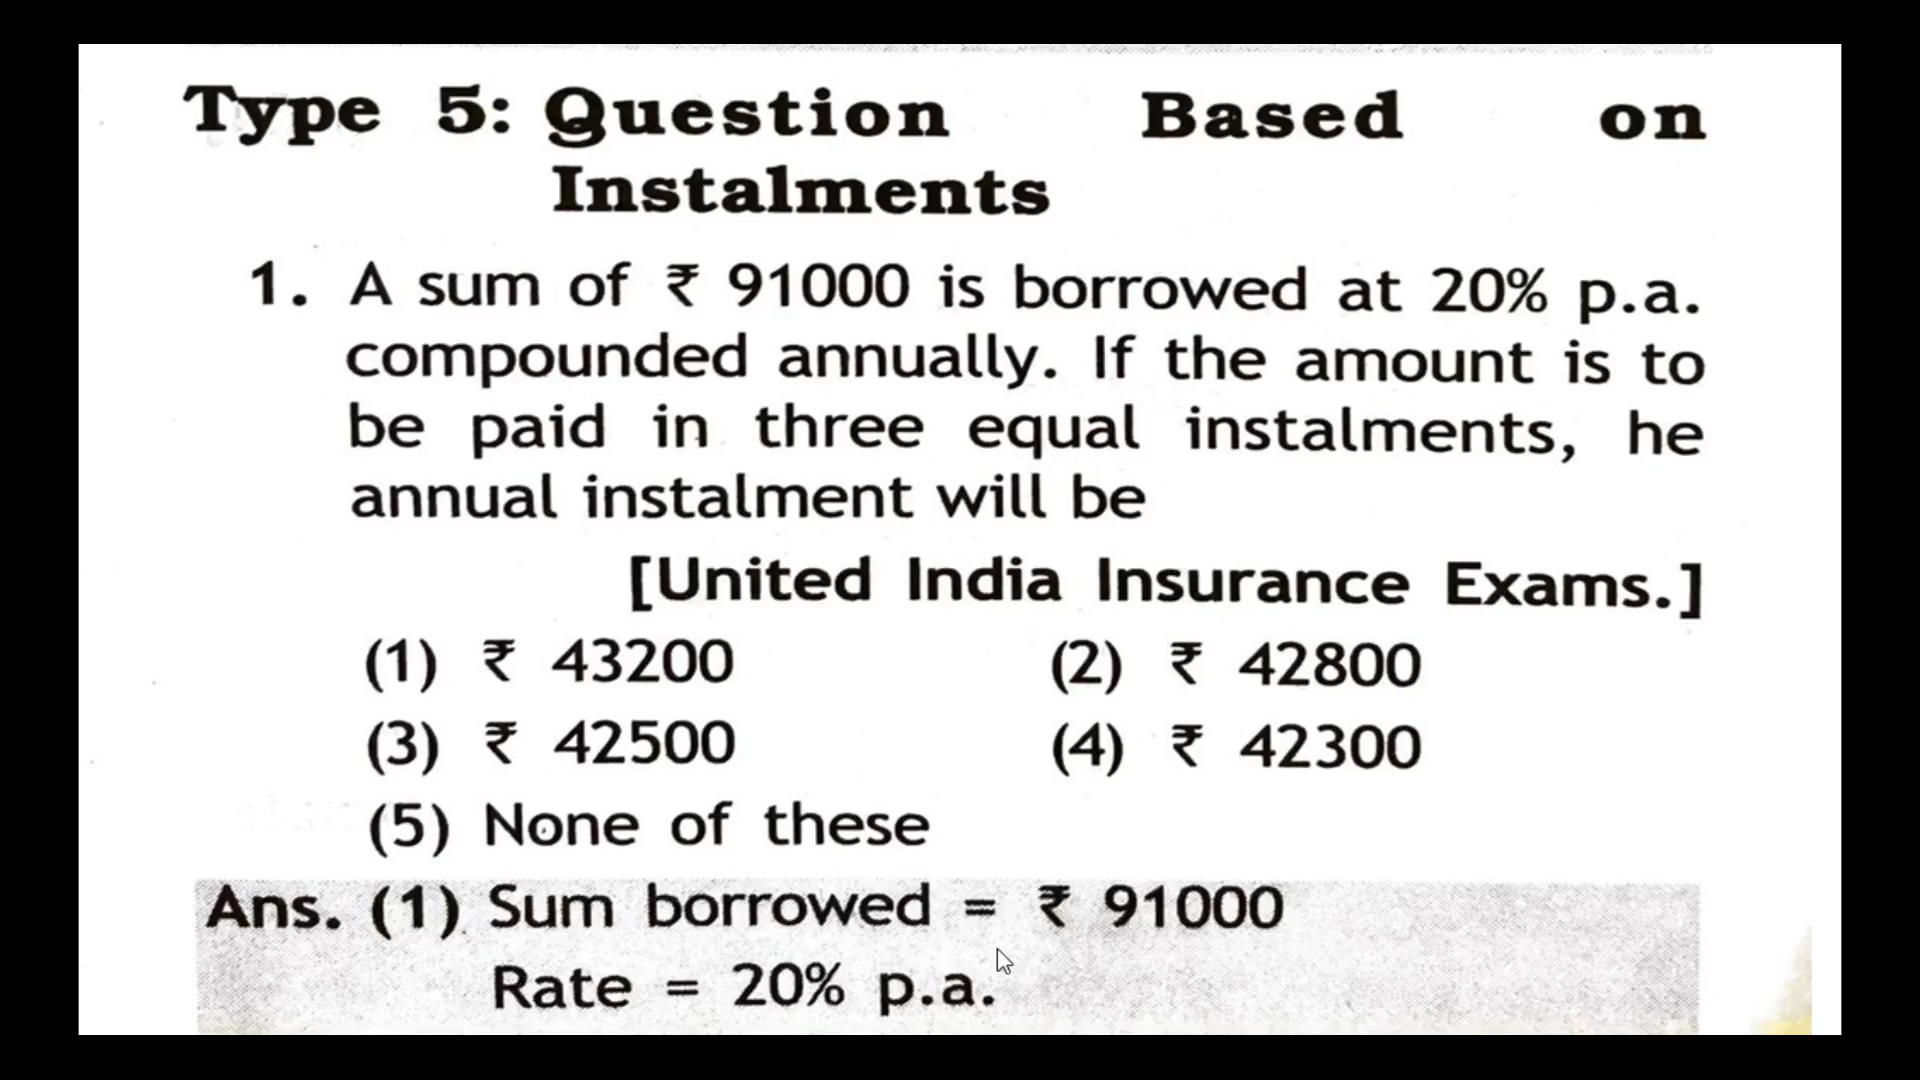 Type 5: Question Based on
Instalments
1. A sum of ₹ 91000 is borrowed at 20% p.a.
compounded annually. If the amount is to
be paid in three equal instalments, he
annual instalment will be
[United India Insurance Exams.]
(1) ₹ 43200 (2) ₹ 42800
(3) ₹ 42500 (4) ₹ 42300
(5) None of these
Ans. (1) Sum borrowed = ₹ 91000
Rate = 20% p.a.